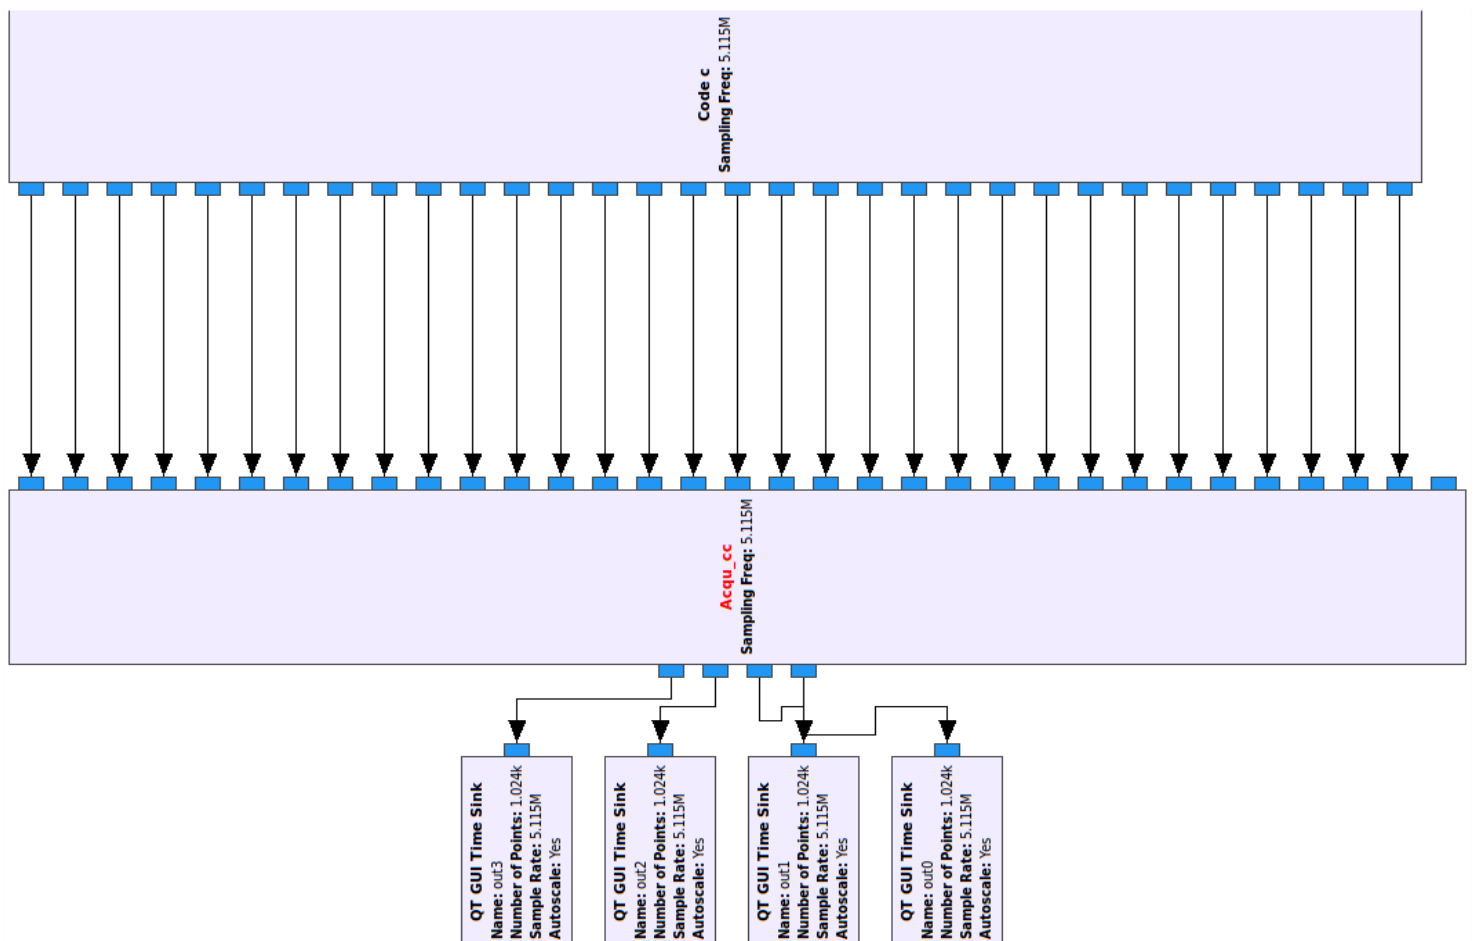 Code c
Sampling Freq: 5.115M
Acqu_cc
Sampling Freq: 5.115M
QT GUI Time Sink
Name: out3
Number of Points: 1.024k
Sample Rate: 5.115M
Autoscale: Yes
QT GUI Time Sink
Name: out2
Number of Points: 1.024k
Sample Rate: 5.115M
Autoscale: Yes
QT GUI Time Sink
Name: out1
Number of Points: 1.024k
Sample Rate: 5.115M
Autoscale: Yes
QT GUI Time Sink
Name: out0
Number of Points: 1.024k
Sample Rate: 5.115M
Autoscale: Yes